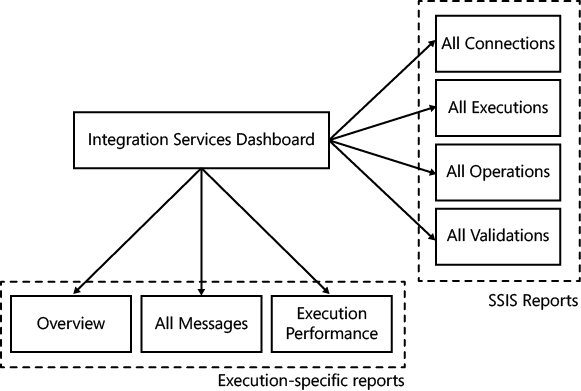 All Connections
All Executions
Integration Services Dashboard
All Operations
All Validations
SSIS Reports
Overview
All Messages
Execution
Performance
Execution-specific reports